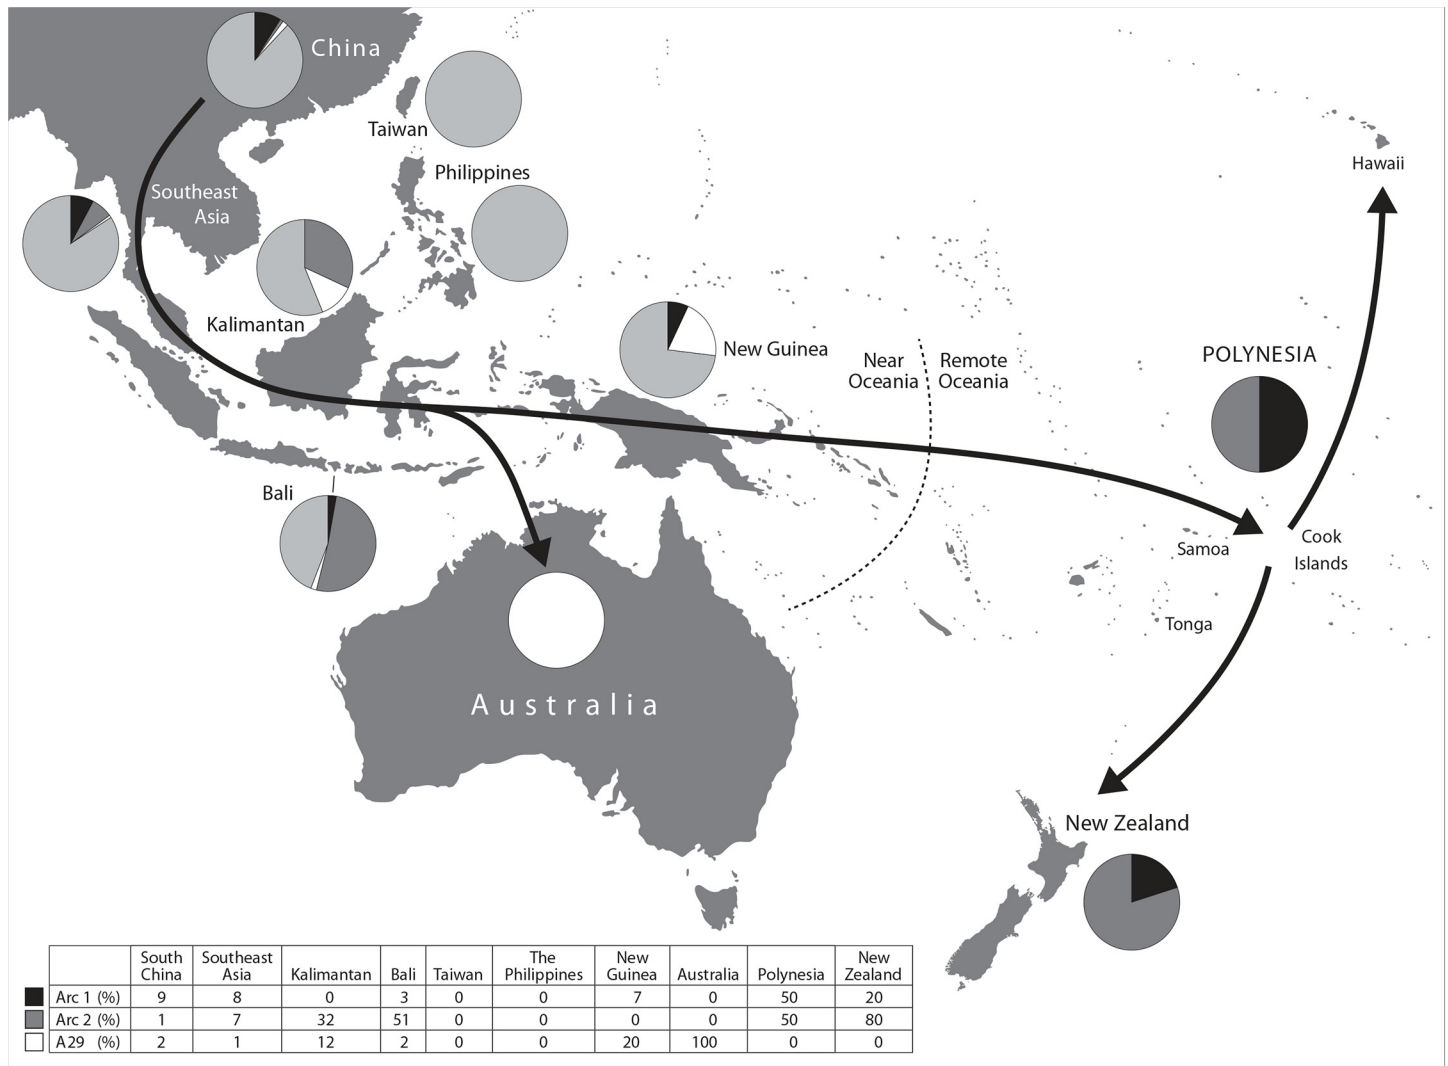 China
Taiwan
Philippines
Southeast
Asia
Kalimantan
Hawaii
New Guinea
Near
Oceania
Remote
Oceania
POLYNESIA
Bali
Samoa
Cook
Islands
Tonga
Australia
New Zealand
South China Southeast Asia Kalimantan Bali Taiwan The Philippines New Guinea Australia Polynesia New Zealand
Arc 1 (%) 9 8 0 3 0 0 7 0 50 20
Arc 2 (%) 1 7 32 51 0 0 0 0 50 80
A29 (%) 2 1 12 2 0 0 20 100 0 0